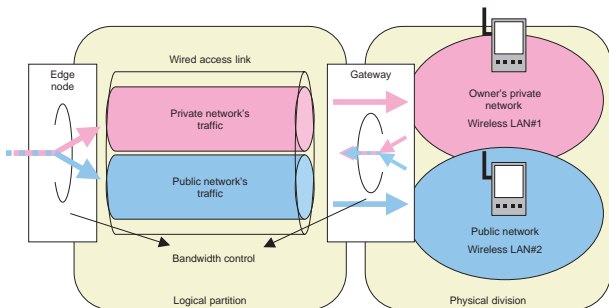 Edge
node
Wired access link
Gateway
Private network's
traffic
Public network's
traffic
Owner's private
network
Wireless LAN#1
Public network
Wireless LAN#2
Bandwidth control
Logical partition
Physical division